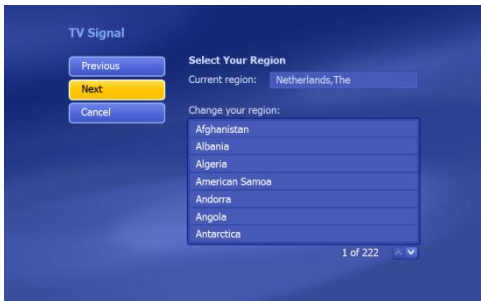 TV Signal
Previous
Next
Cancel
Select Your Region
Current region: Netherlands,The
Change your region:
Afghanistan
Albania
Algeria
American Samoa
Andorra
Angola
Antarctica
1 of 222